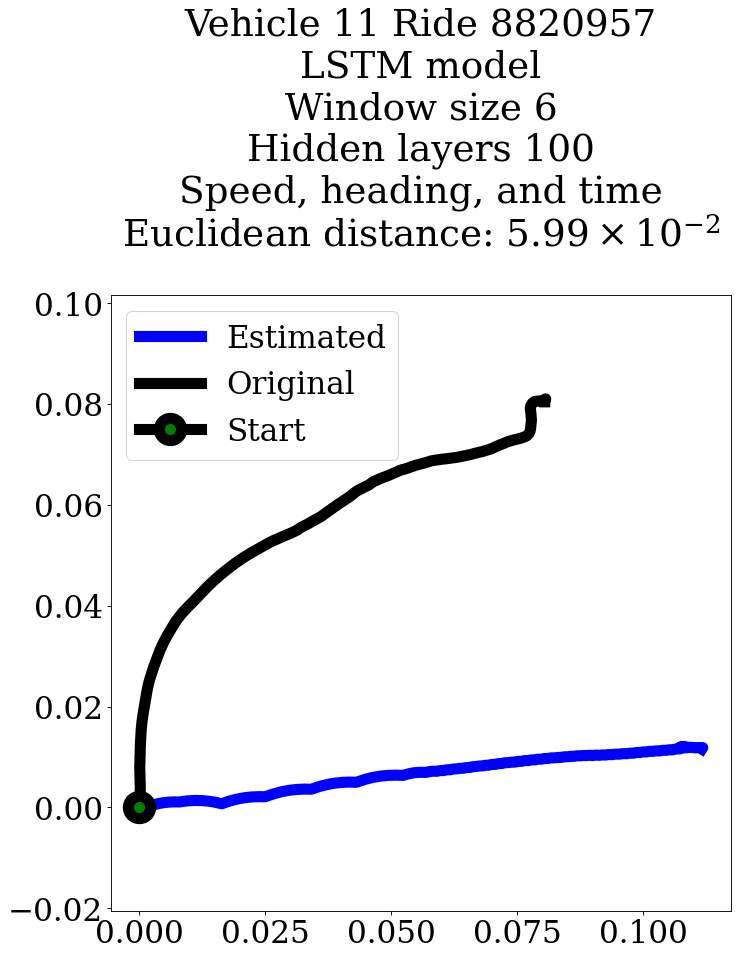 Vehicle 11 Ride 8820957
LSTM model
Window size 6
Hidden layers 100
Speed, heading, and time
Euclidean distance: 5.99 × 10⁻²
0.10
0.08
0.06
0.04
0.02
0.00
−0.02
Estimated
Original
Start
0.000 0.025 0.050 0.075 0.100